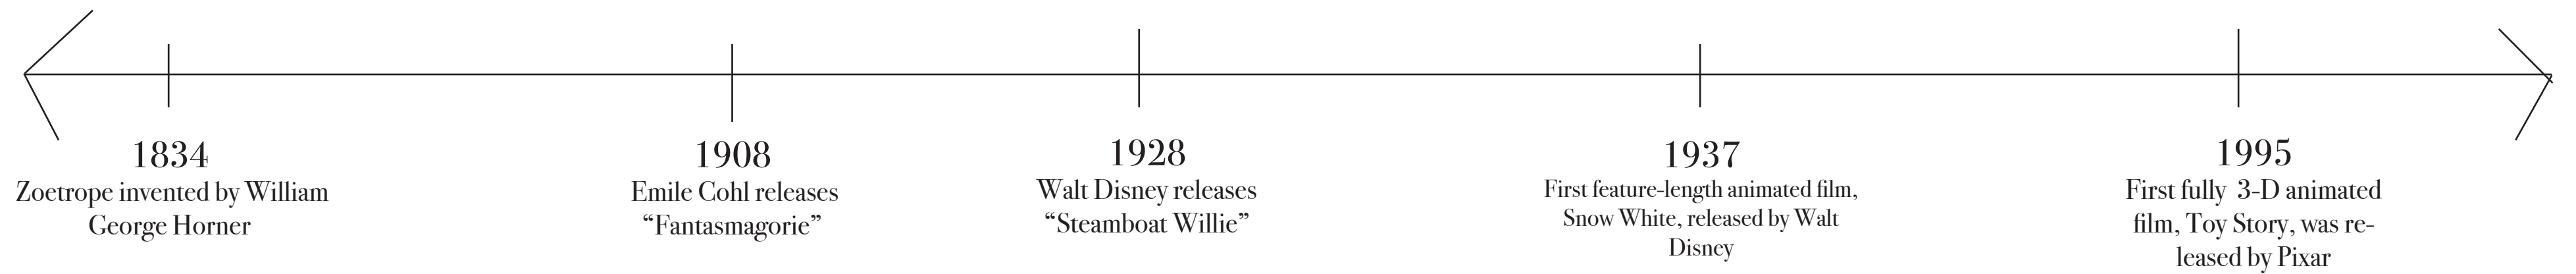 1834
Zoetrope invented by William
George Horner
1908
Emile Cohl releases
“Fantasmagorie”
1928
Walt Disney releases
“Steamboat Willie”
1937
First feature-length animated film,
Snow White, released by Walt
Disney
1995
First fully 3-D animated
film, Toy Story, was re-
leased by Pixar